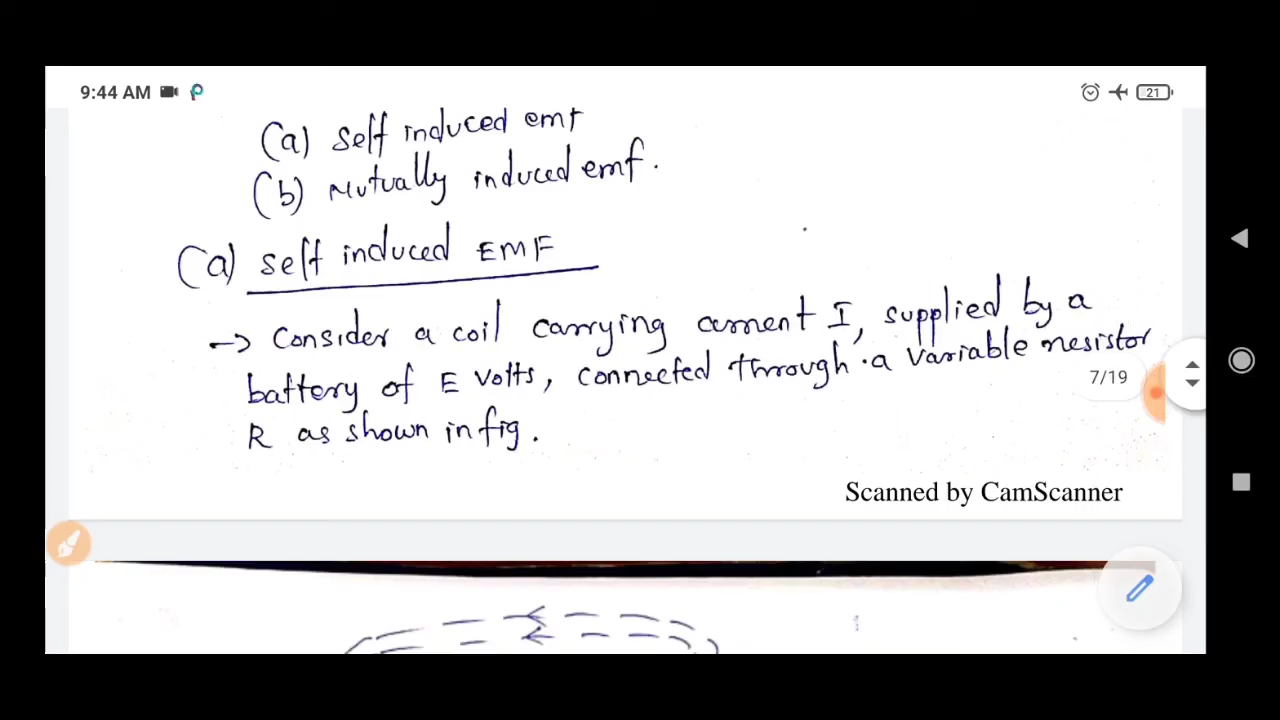 9:44 AM
21
(a) self induced emf
(b) Mutually induced emf.
(a) self induced EMF
→ Consider a coil carrying current I, supplied by a
battery of E volts, connected through a variable resistor
7/19
R as shown in fig.
Scanned by CamScanner